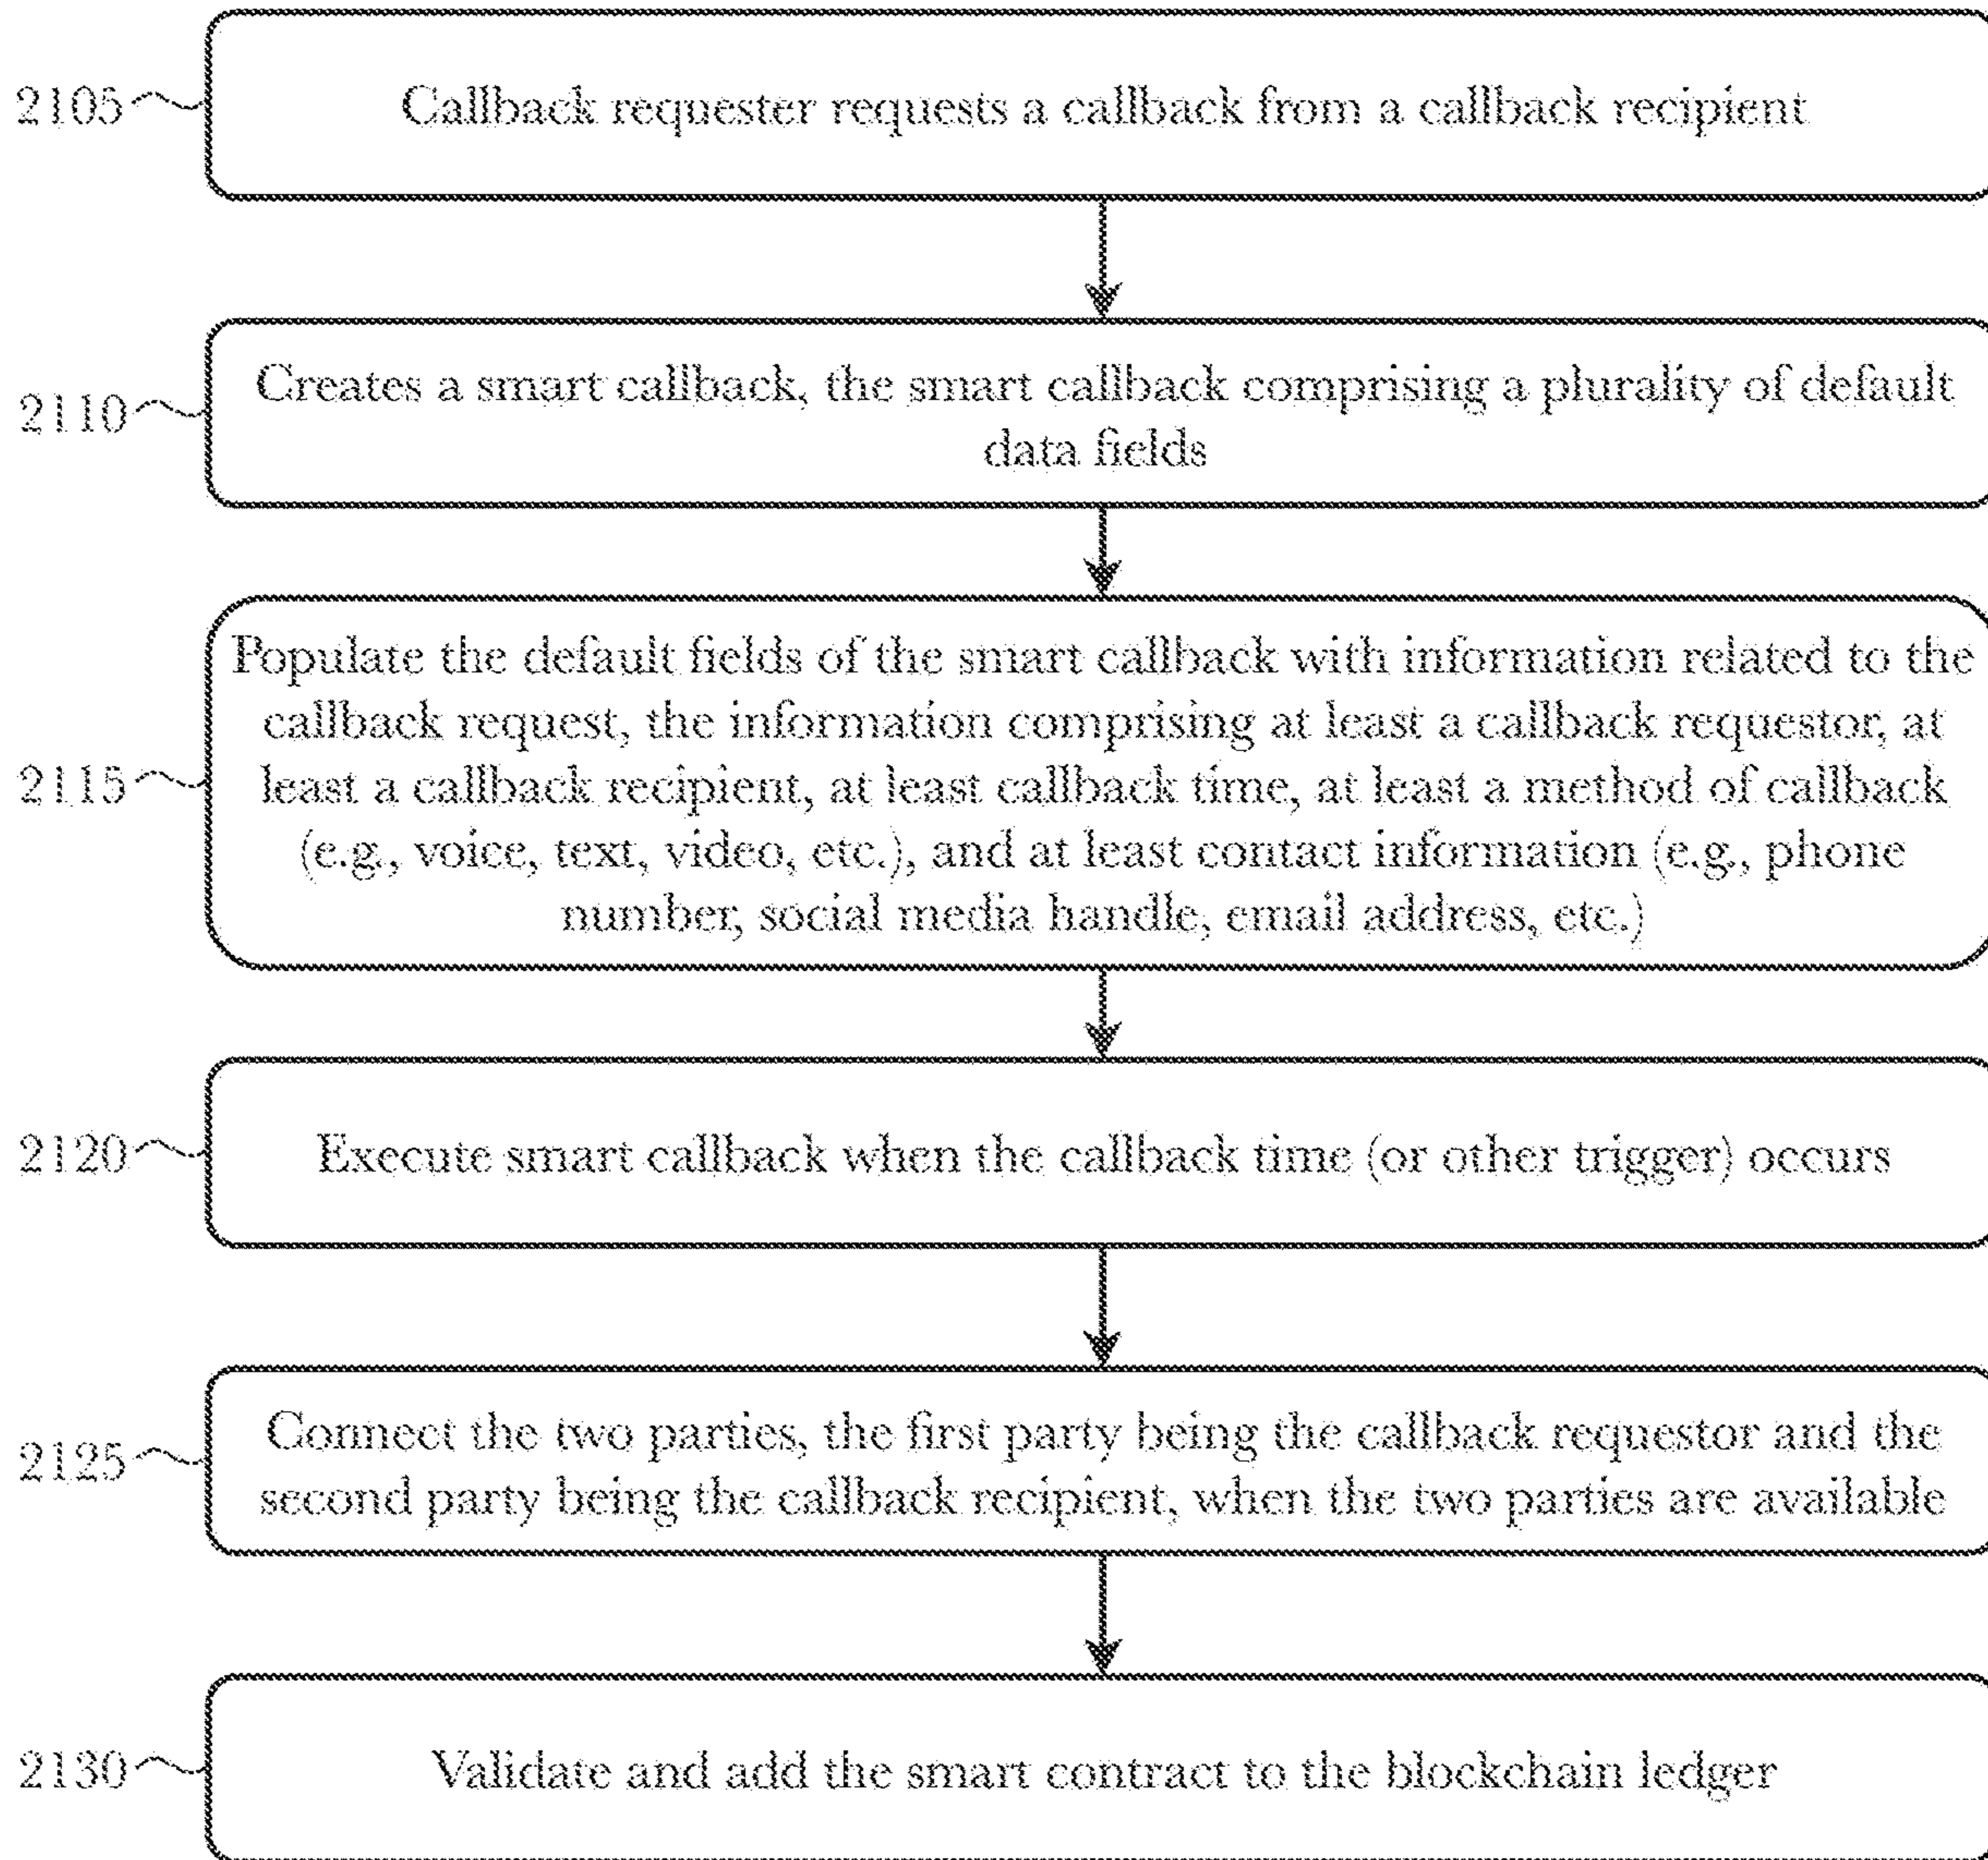 2105
Callback requester requests a callback from a callback recipient
2110
Creates a smart callback, the smart callback comprising a plurality of default
data fields
2115
Populate the default fields of the smart callback with information related to the
callback request, the information comprising at least a callback requestor, at
least a callback recipient, at least callback time, at least a method of callback
(e.g., voice, text, video, etc.), and at least contact information (e.g., phone
number, social media handle, email address, etc.)
2120
Execute smart callback when the callback time (or other trigger) occurs
2125
Connect the two parties, the first party being the callback requestor and the
second party being the callback recipient, when the two parties are available
2130
Validate and add the smart contract to the blockchain ledger